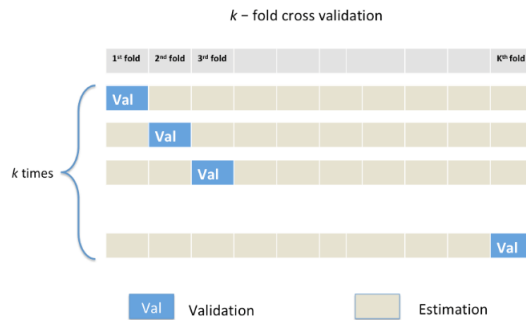 k – fold cross validation
1st fold 2nd fold 3rd fold Kth fold
Val
Val
k times
Val
Val
Val Validation Estimation